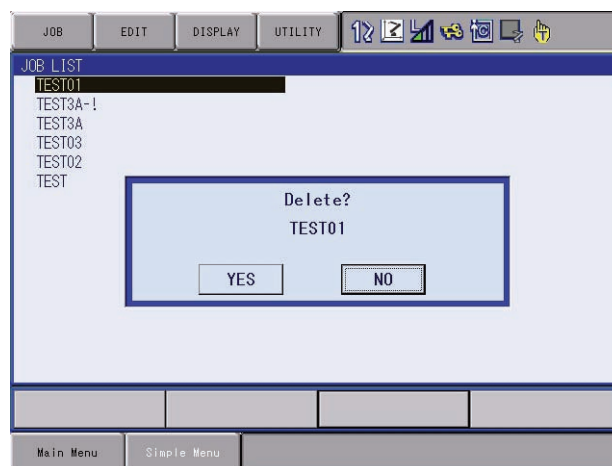 JOB EDIT DISPLAY UTILITY
JOB LIST
TEST01
TEST3A-!
TEST3A
TEST03
TEST02
TEST
Delete?
TEST01
YES NO
Main Menu Simple Menu